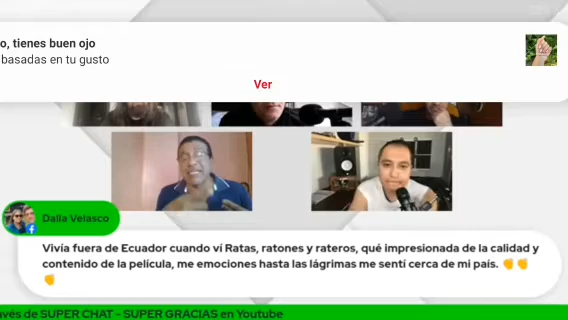 o, tienes buen ojo
basadas en tu gusto
Ver
Dalia Velasco
Vivía fuera de Ecuador cuando ví Ratas, ratones y rateros, qué impresionada de la calidad y
contenido de la película, me emociones hasta las lágrimas me sentí cerca de mi país.
avés de SUPER CHAT - SUPER GRACIAS en Youtube